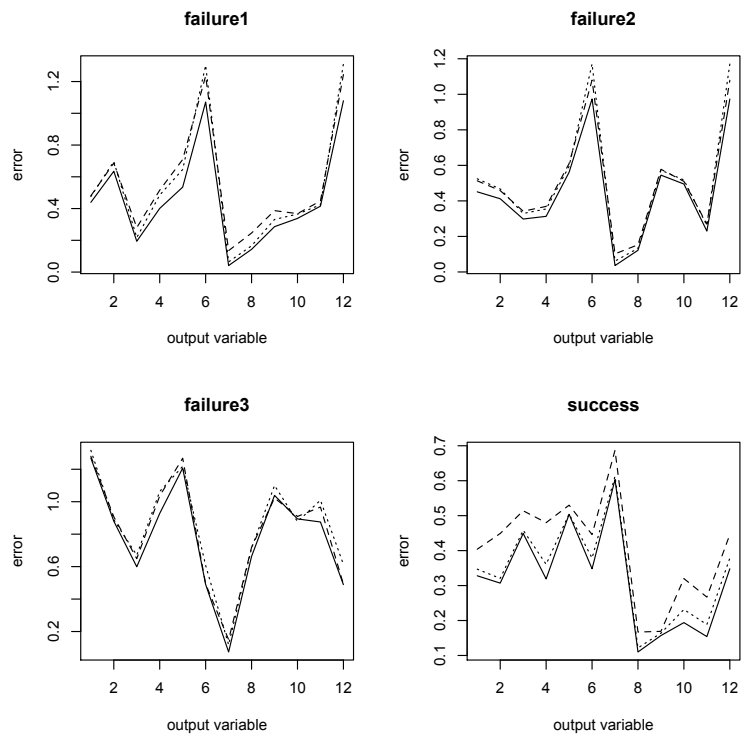 failure1
error
0.0 0.4 0.8 1.2
2 4 6 8 10 12
output variable
failure2
error
0.0 0.2 0.4 0.6 0.8 1.0 1.2
2 4 6 8 10 12
output variable
failure3
error
0.2 0.6 1.0
2 4 6 8 10 12
output variable
success
error
0.1 0.2 0.3 0.4 0.5 0.6 0.7
2 4 6 8 10 12
output variable